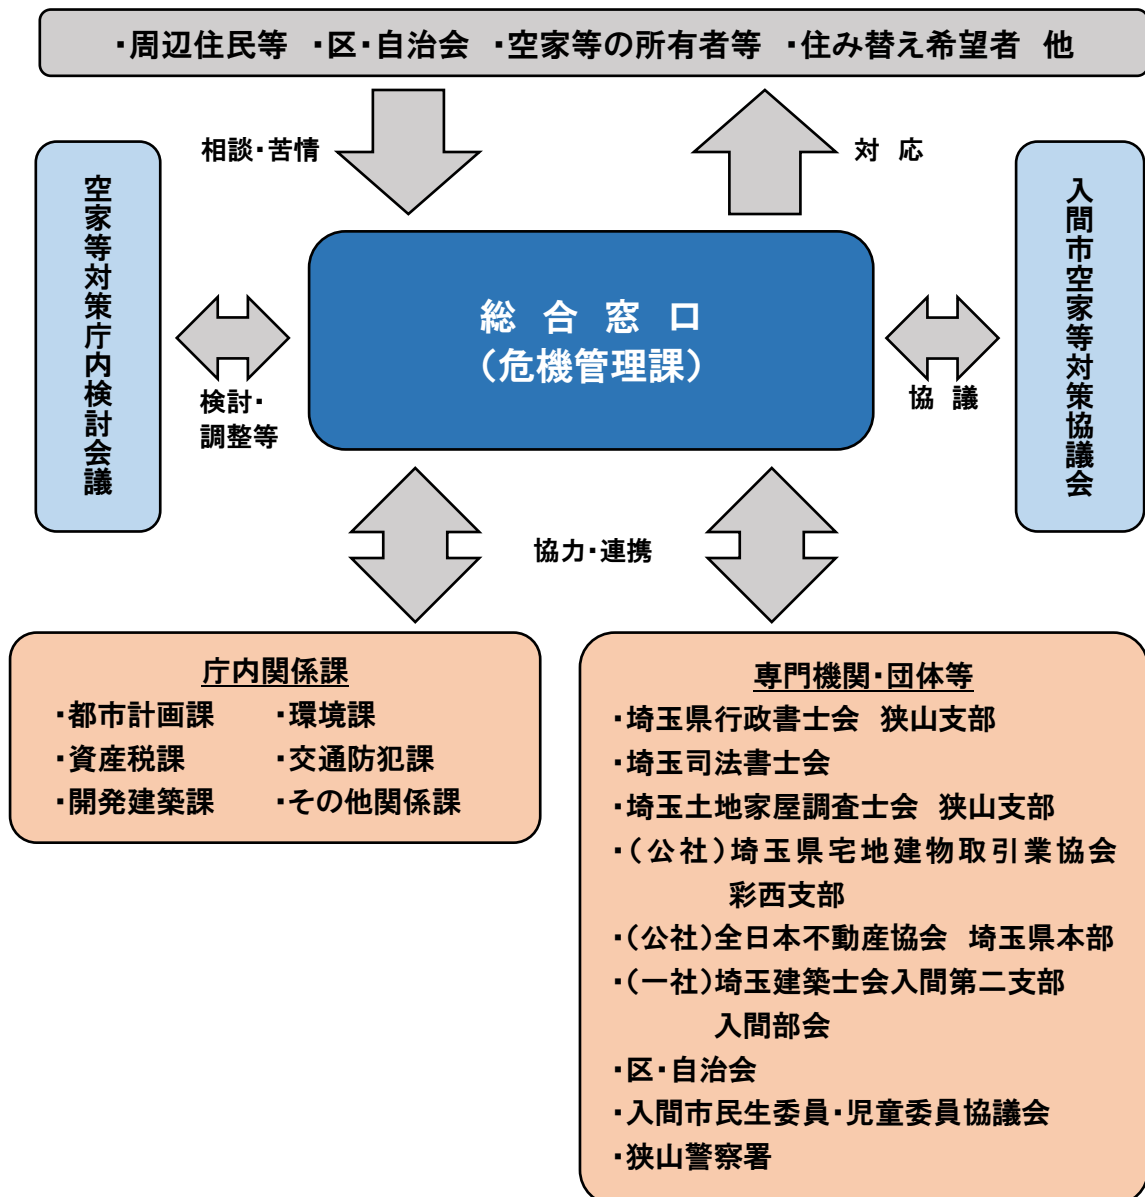 ・周辺住民等 ・区・自治会 ・空家等の所有者等 ・住み替え希望者 他
相談・苦情
対 応
空家等対策庁内検討会議
総 合 窓 口
（危機管理課）
入間市空家等対策協議会
検討・
調整等
協 議
協力・連携
庁内関係課
・都市計画課 ・環境課
・資産税課 ・交通防犯課
・開発建築課 ・その他関係課
専門機関・団体等
・埼玉県行政書士会 狭山支部
・埼玉司法書士会
・埼玉土地家屋調査士会 狭山支部
・（公社）埼玉県宅地建物取引業協会
彩西支部
・（公社）全日本不動産協会 埼玉県本部
・（一社）埼玉建築士会入間第二支部
入間部会
・区・自治会
・入間市民生委員・児童委員協議会
・狭山警察署